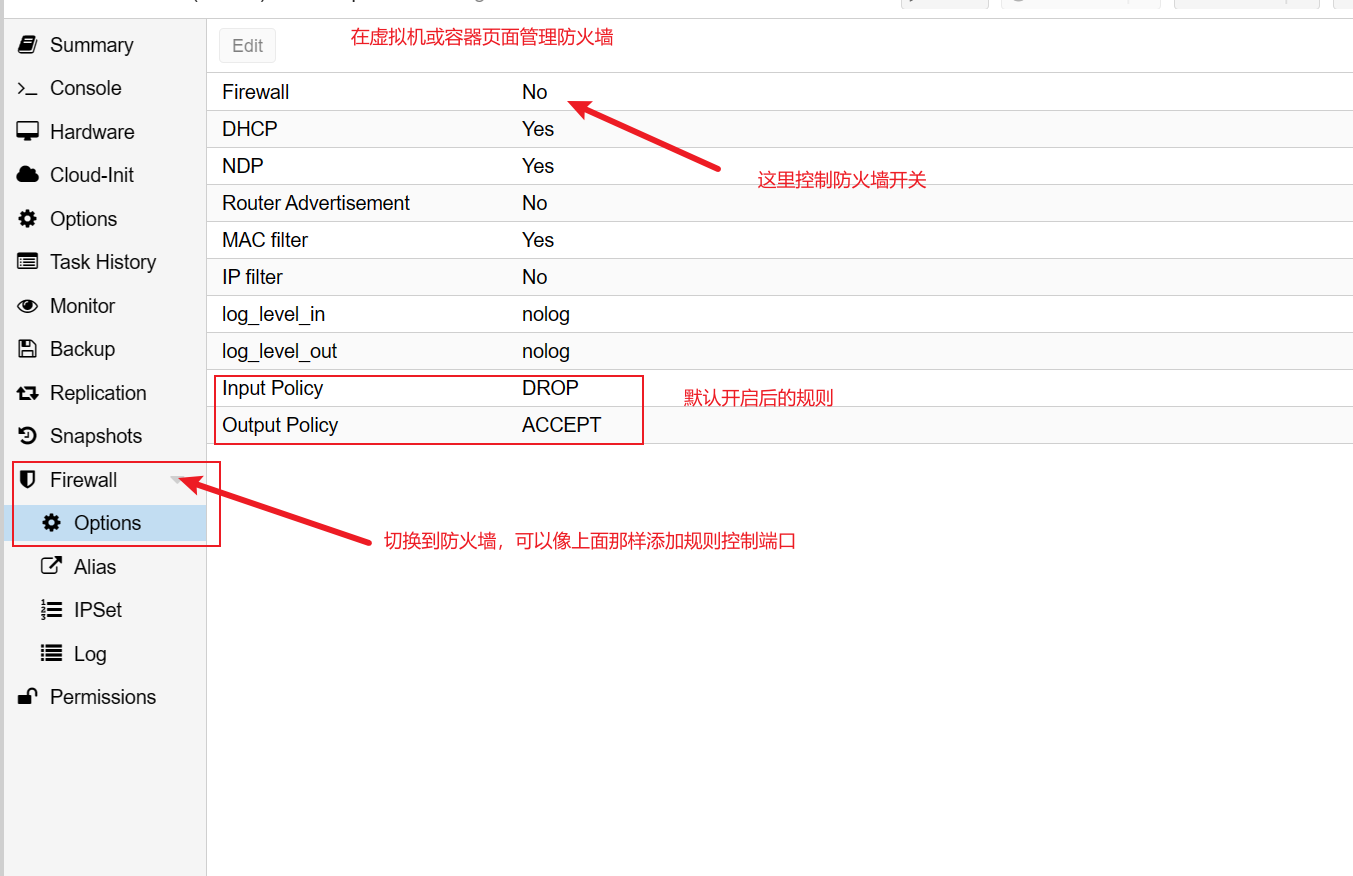 在虚拟机或容器页面管理防火墙
Summary
Edit
Console
Firewall No
Hardware
DHCP Yes
Cloud-Init
NDP Yes
这里控制防火墙开关
Options
Router Advertisement No
Task History
MAC filter Yes
Monitor
IP filter No
Backup
log_level_in nolog
Replication
log_level_out nolog
Snapshots
Input Policy DROP
默认开启后的规则
Output Policy ACCEPT
Firewall
Options
切换到防火墙，可以像上面那样添加规则控制端口
Alias
IPSet
Log
Permissions